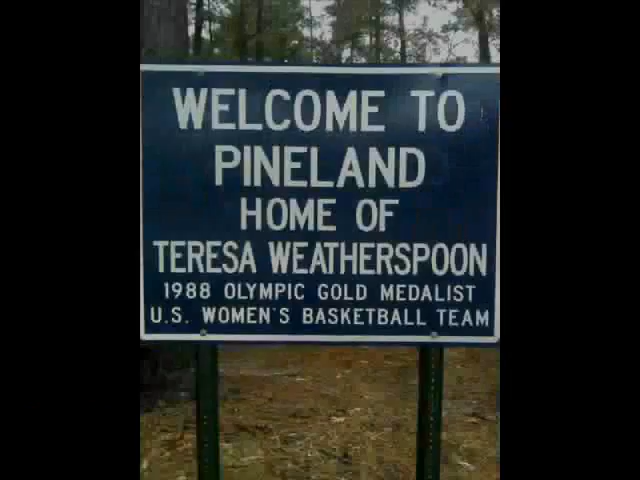 WELCOME TO
PINELAND
HOME OF
TERESA WEATHERSPOON
1988 OLYMPIC GOLD MEDALIST
U.S. WOMEN'S BASKETBALL TEAM